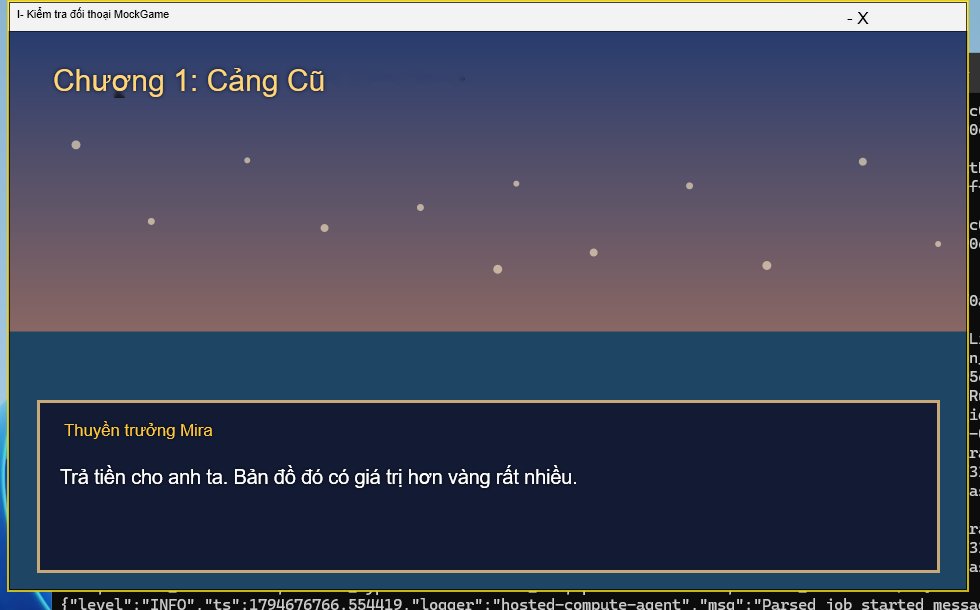 I- Kiểm tra đối thoại MockGame
- X
Chương 1: Cảng Cũ
Thuyền trưởng Mira
Trả tiền cho anh ta. Bản đồ đó có giá trị hơn vàng rất nhiều.
{"level":"INFO","ts":1794676766.554419,"logger":"hosted-compute-agent","msg":"Parsed job started mess